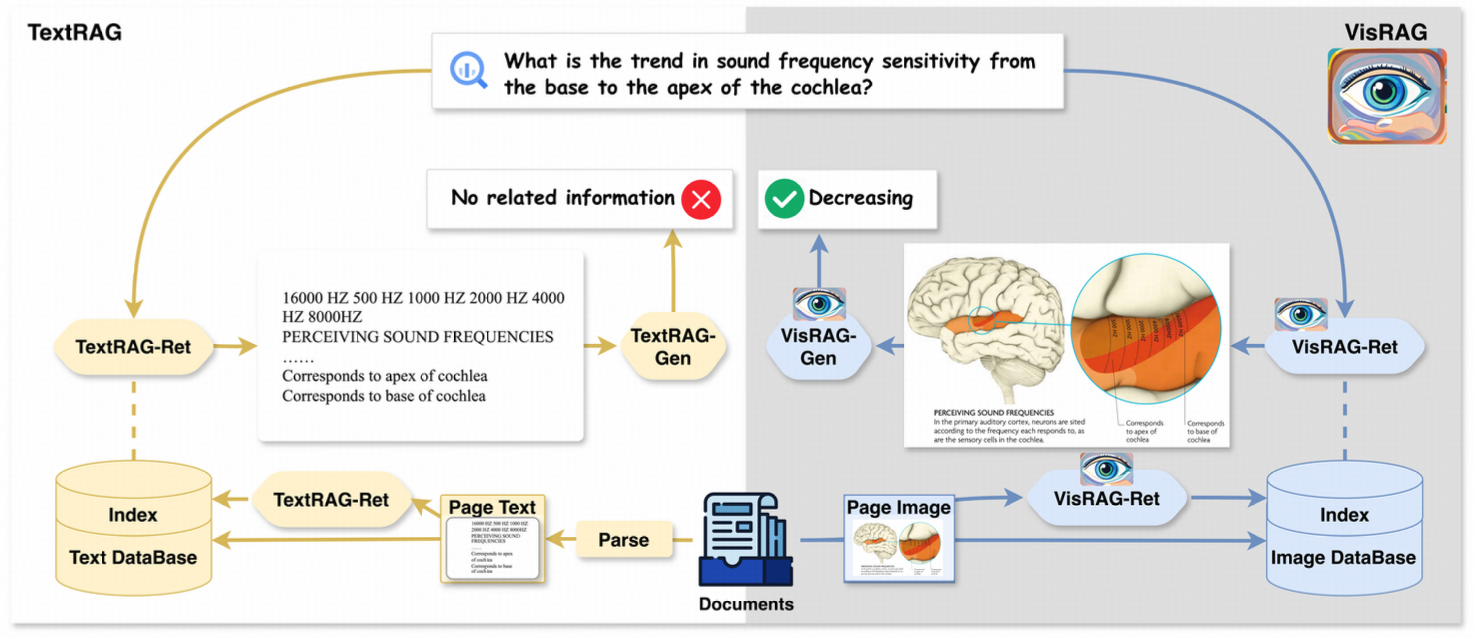 TextRAG
VisRAG
What is the trend in sound frequency sensitivity from
the base to the apex of the cochlea?
No related information
Decreasing
TextRAG-Ret
16000 HZ 500 HZ 1000 HZ 2000 HZ 4000
HZ 8000HZ
PERCEIVING SOUND FREQUENCIES
......
Corresponds to apex of cochlea
Corresponds to base of cochlea
TextRAG-
Gen
VisRAG-
Gen
PERCEIVING SOUND FREQUENCIES
In the primary auditory cortex, neurons are sited
according to the frequency each responds to, as
are the sensory cells in the cochlea.
Corresponds
to apex of
cochlea
Corresponds
to base of
cochlea
VisRAG-Ret
Index
Text DataBase
TextRAG-Ret
Page Text
16000 HZ 500 HZ 1000 HZ
2000 HZ 4000 HZ 8000HZ
PERCEIVING SOUND
FREQUENCIES
......
Corresponds to apex
of cochlea
Corresponds to base
of cochlea
Parse
Documents
Page Image
VisRAG-Ret
Index
Image DataBase